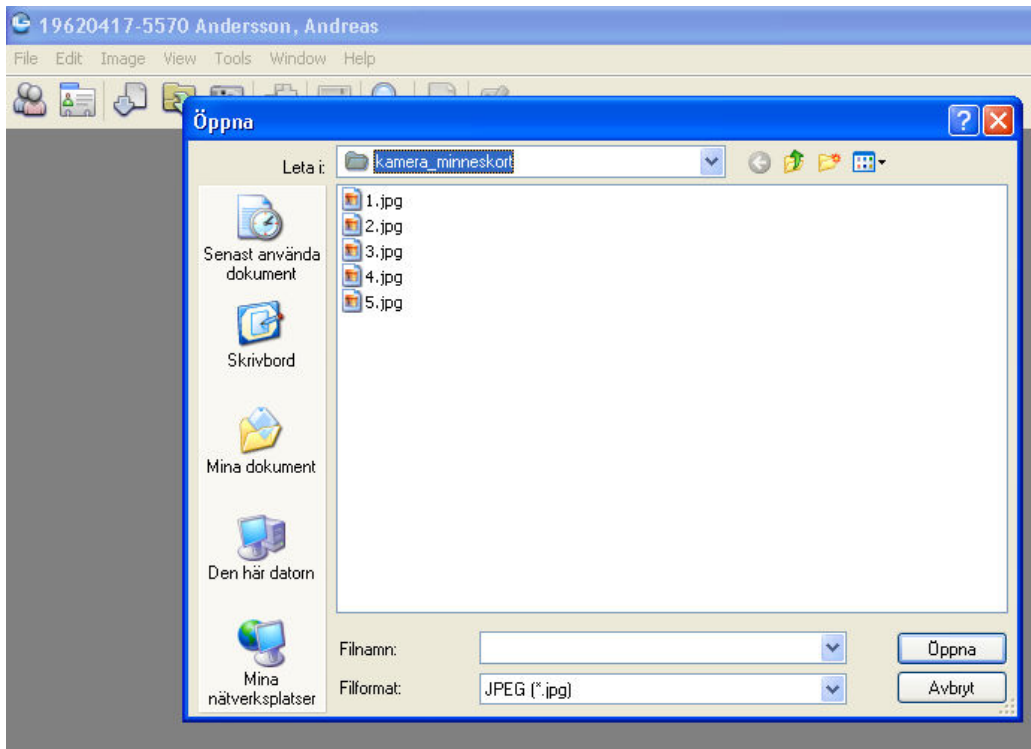 19620417-5570 Andersson, Andreas
File Edit Image View Tools Window Help
Öppna
Leta i: kamera_minneskort
1.jpg
2.jpg
3.jpg
4.jpg
5.jpg
Senast använda
dokument
Skrivbord
Mina dokument
Den här datorn
Mina
nätverksplatser
Filnamn:
Öppna
Filformat: JPEG (*.jpg)
Avbryt